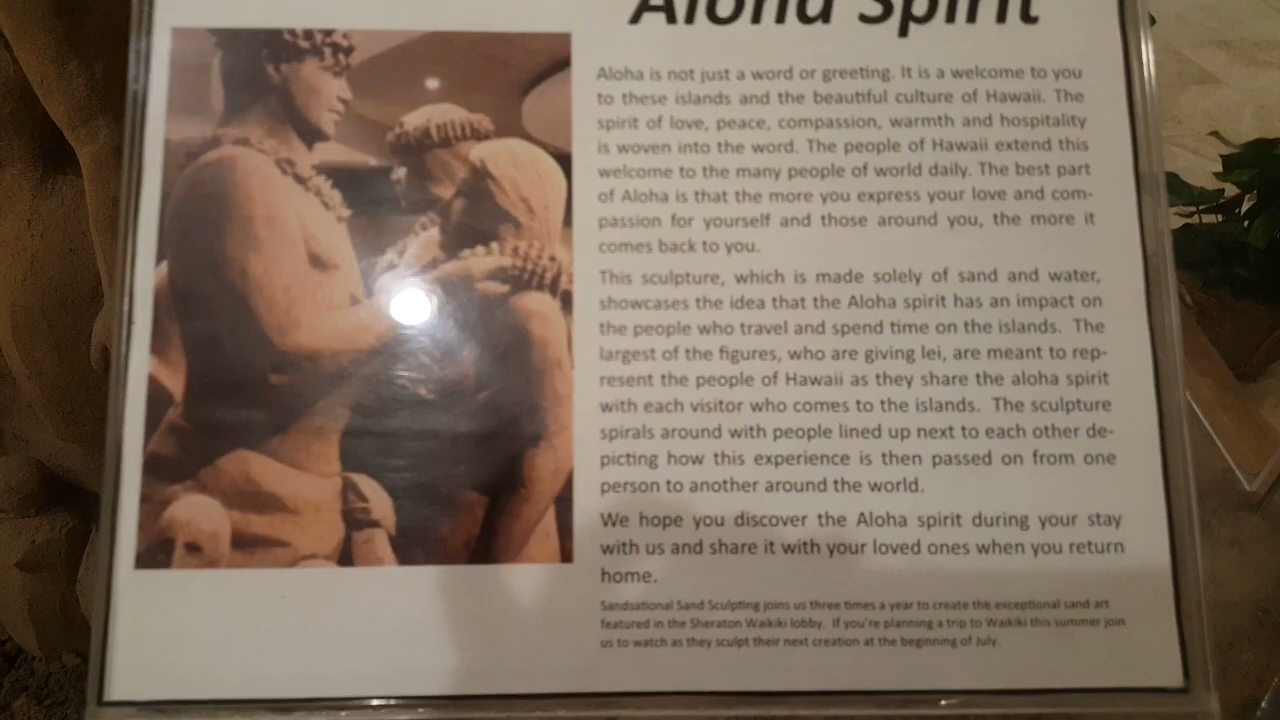 Aloha Spirit
Aloha is not just a word or greeting. It is a welcome to you
to these islands and the beautiful culture of Hawaii. The
spirit of love, peace, compassion, warmth and hospitality
is woven into the word. The people of Hawaii extend this
welcome to the many people of world daily. The best part
of Aloha is that the more you express your love and com-
passion for yourself and those around you, the more it
comes back to you.
This sculpture, which is made solely of sand and water,
showcases the idea that the Aloha spirit has an impact on
the people who travel and spend time on the islands. The
largest of the figures, who are giving lei, are meant to rep-
resent the people of Hawaii as they share the aloha spirit
with each visitor who comes to the islands. The sculpture
spirals around with people lined up next to each other de-
picting how this experience is then passed on from one
person to another around the world.
We hope you discover the Aloha spirit during your stay
with us and share it with your loved ones when you return
home.
Sandsational Sand Sculpting joins us three times a year to create the exceptional sand art
featured in the Sheraton Waikiki lobby. If you're planning a trip to Waikiki this summer join
us to watch as they sculpt their next creation at the beginning of July.